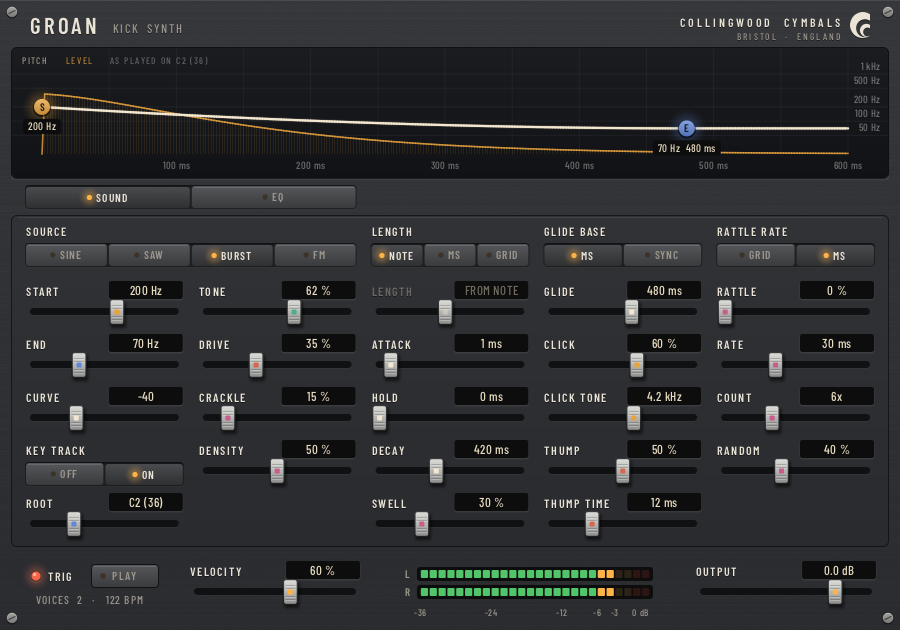 GROAN KICK SYNTH
COLLINGWOOD CYMBALS
BRISTOL · ENGLAND
PITCH LEVEL AS PLAYED ON C2 (36)
1 kHz
500 Hz
200 Hz
100 Hz
50 Hz
S
200 Hz
E
70 Hz 480 ms
100 ms 200 ms 300 ms 400 ms 500 ms 600 ms
SOUND EQ
SOURCE LENGTH GLIDE BASE RATTLE RATE
SINE SAW BURST FM NOTE MS GRID MS SYNC GRID MS
START 200 Hz TONE 62 % LENGTH FROM NOTE GLIDE 480 ms RATTLE 0 %
END 70 Hz DRIVE 35 % ATTACK 1 ms CLICK 60 % RATE 30 ms
CURVE -40 CRACKLE 15 % HOLD 0 ms CLICK TONE 4.2 kHz COUNT 6x
KEY TRACK DENSITY 50 % DECAY 420 ms THUMP 50 % RANDOM 40 %
OFF ON
ROOT C2 (36) SWELL 30 % THUMP TIME 12 ms
TRIG PLAY VELOCITY 60 % L OUTPUT 0.0 dB
R
VOICES 2 · 122 BPM
-36 -24 -12 -6 -3 0 dB